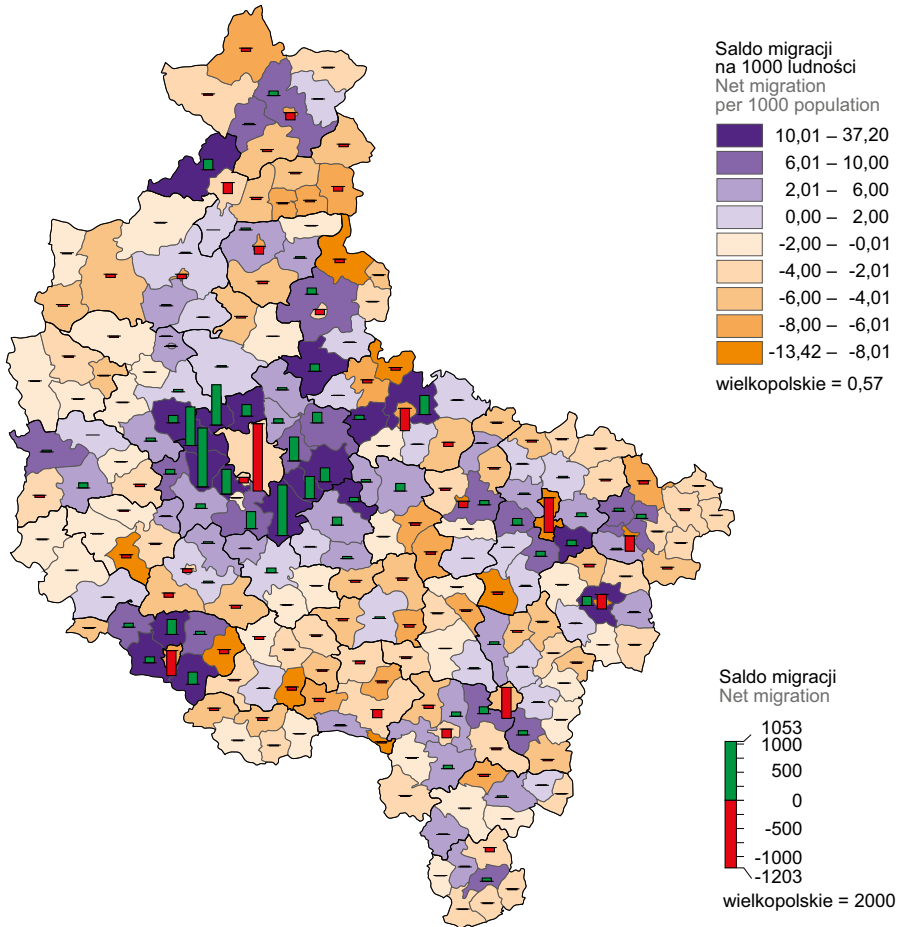 Saldo migracji
na 1000 ludności
Net migration
per 1000 population
10,01 – 37,20
6,01 – 10,00
2,01 – 6,00
0,00 – 2,00
-2,00 – -0,01
-4,00 – -2,01
-6,00 – -4,01
-8,00 – -6,01
-13,42 – -8,01
wielkopolskie = 0,57
Saldo migracji
Net migration
1053
1000
500
0
-500
-1000
-1203
wielkopolskie = 2000